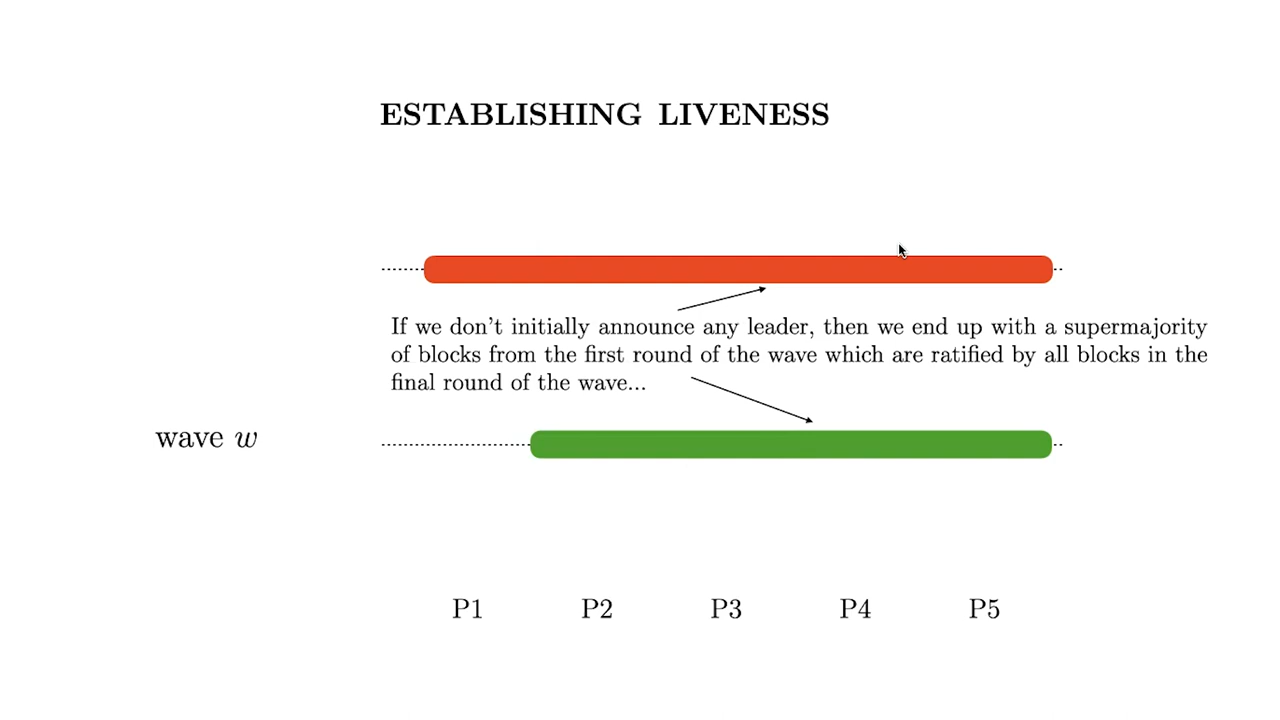 ESTABLISHING LIVENESS
If we don't initially announce any leader, then we end up with a supermajority
of blocks from the first round of the wave which are ratified by all blocks in the
final round of the wave...
wave w
P1 P2 P3 P4 P5